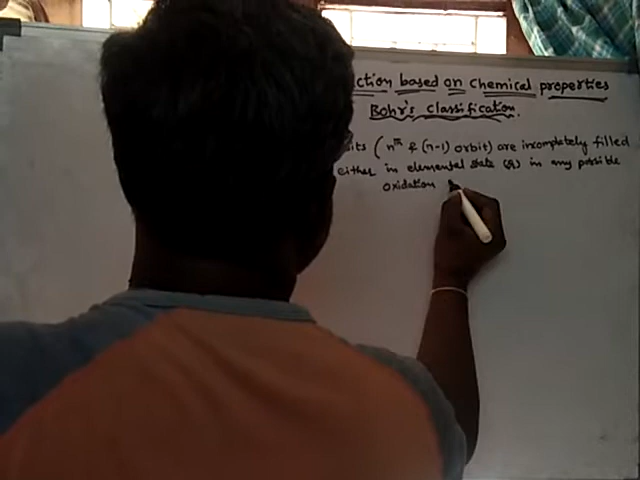 ction based on Chemical properties
Bohr's classification.
its ( nth & (n-1) orbit) are incompletely filled
either in elemental state (or) in any possible
oxidation